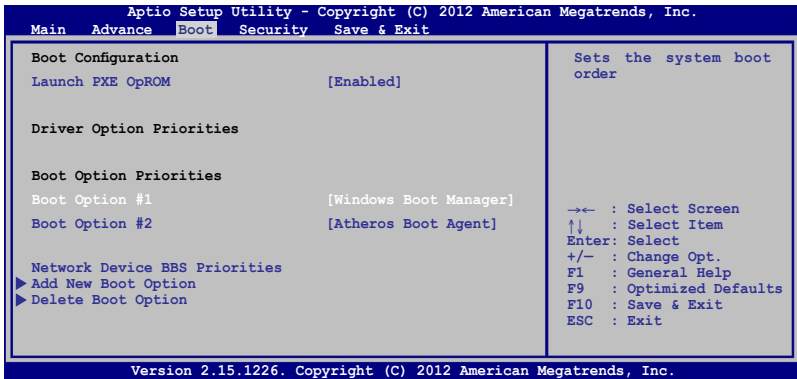 Aptio Setup Utility - Copyright (C) 2012 American Megatrends, Inc.
Main Advance Boot Security Save & Exit
Boot Configuration
Launch PXE OpROM [Enabled]
Driver Option Priorities
Boot Option Priorities
Boot Option #1 [Windows Boot Manager]
Boot Option #2 [Atheros Boot Agent]
Network Device BBS Priorities
Add New Boot Option
Delete Boot Option
Sets the system boot
order
→← : Select Screen
↑↓ : Select Item
Enter: Select
+/— : Change Opt.
F1 : General Help
F9 : Optimized Defaults
F10 : Save & Exit
ESC : Exit
Version 2.15.1226. Copyright (C) 2012 American Megatrends, Inc.